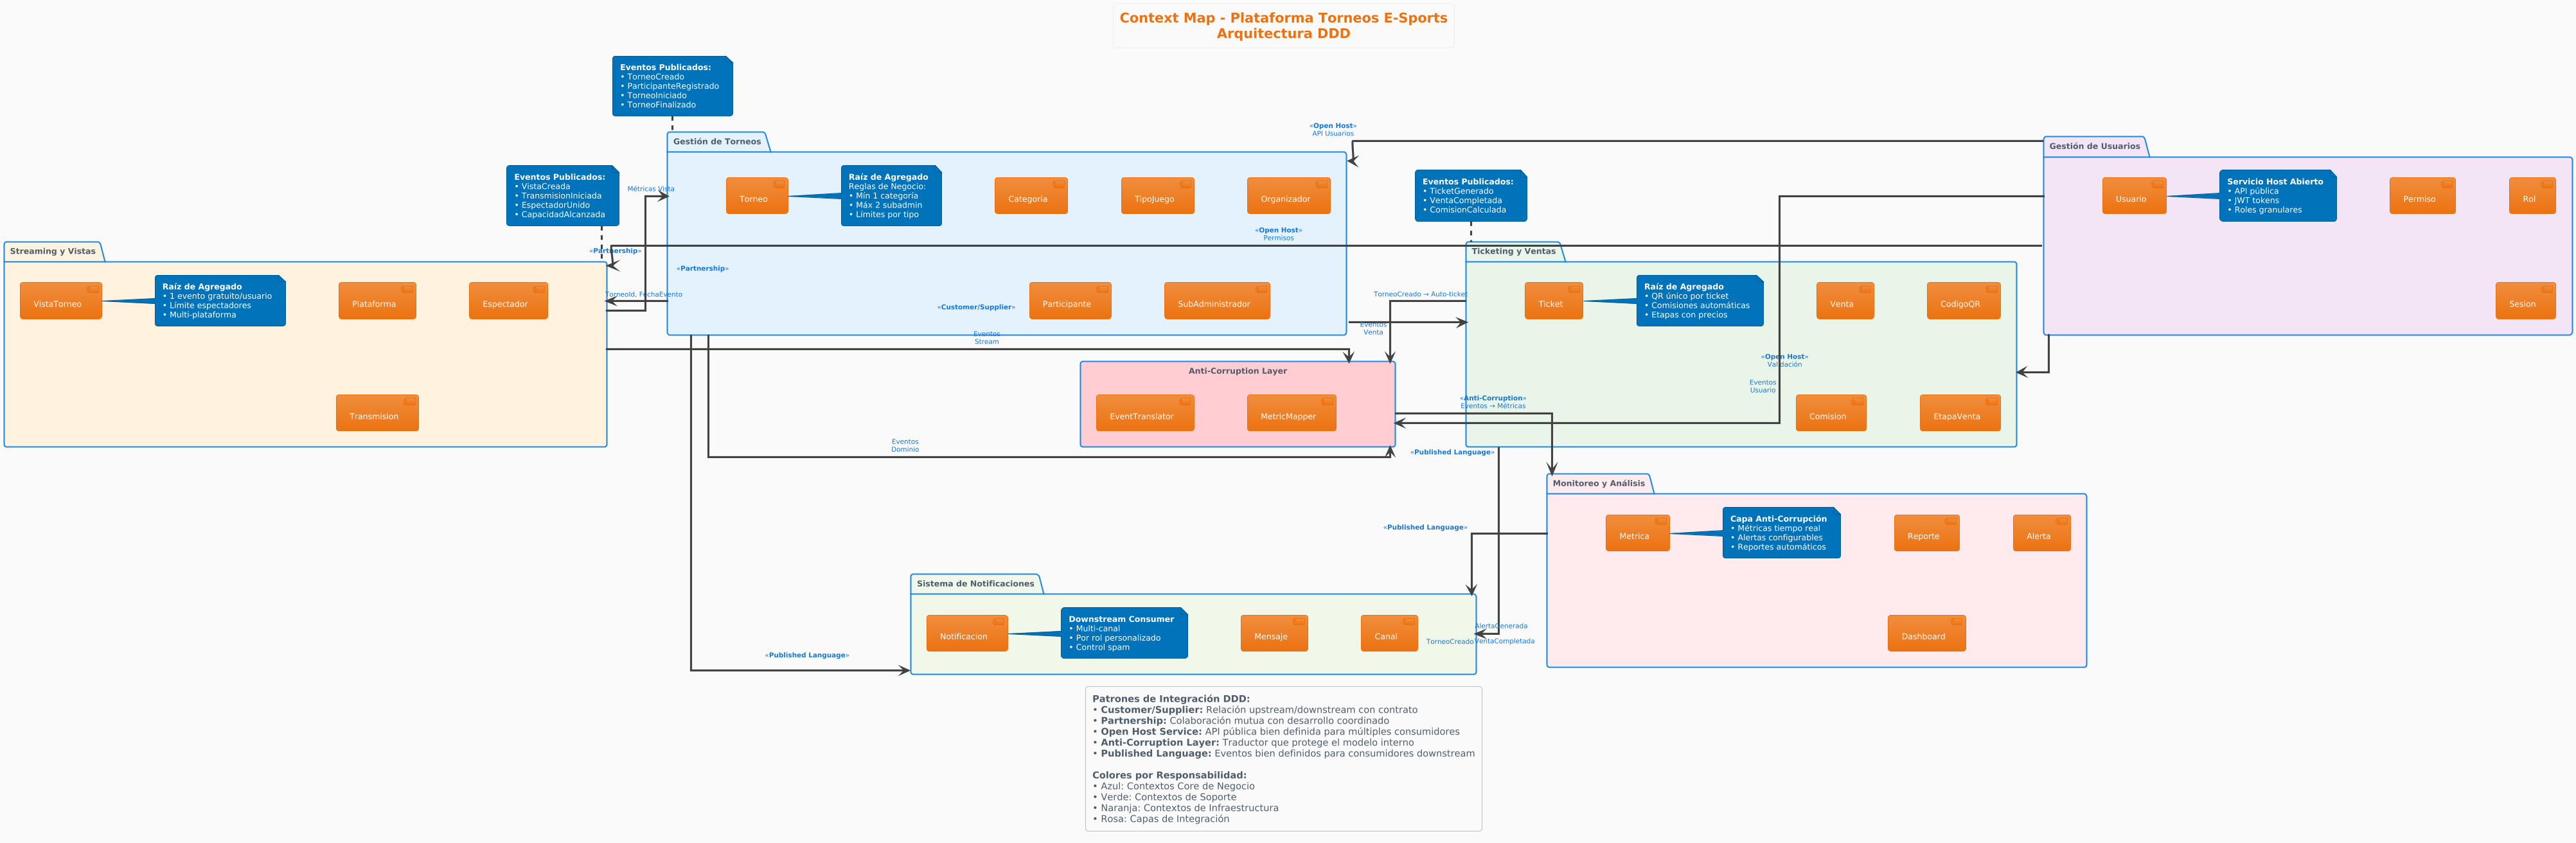 Context Map - Plataforma Torneos E-Sports
Arquitectura DDD
Eventos Publicados:
• TorneoCreado
• ParticipanteRegistrado
• TorneoIniciado
• TorneoFinalizado
«Open Host»
API Usuarios
Gestión de Torneos
Gestión de Usuarios
Eventos Publicados:
• VistaCreada
• TransmisionIniciada
• EspectadorUnido
• CapacidadAlcanzada
Métricas Vista
Torneo
Raíz de Agregado
Reglas de Negocio:
• Mín 1 categoría
• Máx 2 subadmin
• Límites por tipo
Categoria
TipoJuego
Organizador
Eventos Publicados:
• TicketGenerado
• VentaCompletada
• ComisionCalculada
Usuario
Servicio Host Abierto
• API pública
• JWT tokens
• Roles granulares
Permiso
Rol
«Open Host»
Permisos
Streaming y Vistas
«Partnership»
«Partnership»
Ticketing y Ventas
VistaTorneo
Raíz de Agregado
• 1 evento gratuito/usuario
• Límite espectadores
• Multi-plataforma
Plataforma
Espectador
TorneoId, FechaEvento
«Customer/Supplier»
Participante
SubAdministrador
TorneoCreado → Auto-ticket
Ticket
Raíz de Agregado
• QR único por ticket
• Comisiones automáticas
• Etapas con precios
Venta
CodigoQR
Sesion
Eventos
Stream
Eventos
Venta
«Open Host»
Validación
Anti-Corruption Layer
Eventos
Usuario
Transmision
EventTranslator
MetricMapper
«Anti-Corruption»
Eventos → Métricas
Comision
EtapaVenta
Eventos
Dominio
«Published Language»
Monitoreo y Análisis
«Published Language»
Metrica
Capa Anti-Corrupción
• Métricas tiempo real
• Alertas configurables
• Reportes automáticos
Reporte
Alerta
Sistema de Notificaciones
Notificacion
Downstream Consumer
• Multi-canal
• Por rol personalizado
• Control spam
Mensaje
Canal
AlertaGenerada
TorneoCreado
VentaCompletada
Dashboard
«Published Language»
Patrones de Integración DDD:
• Customer/Supplier: Relación upstream/downstream con contrato
• Partnership: Colaboración mutua con desarrollo coordinado
• Open Host Service: API pública bien definida para múltiples consumidores
• Anti-Corruption Layer: Traductor que protege el modelo interno
• Published Language: Eventos bien definidos para consumidores downstream
Colores por Responsabilidad:
• Azul: Contextos Core de Negocio
• Verde: Contextos de Soporte
• Naranja: Contextos de Infraestructura
• Rosa: Capas de Integración